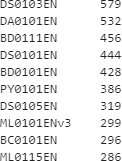 DS0103EN 579
DA0101EN 532
BD0111EN 456
DS0101EN 444
BD0101EN 428
PY0101EN 386
DS0105EN 319
ML0101ENv3 299
BC0101EN 296
ML0115EN 286